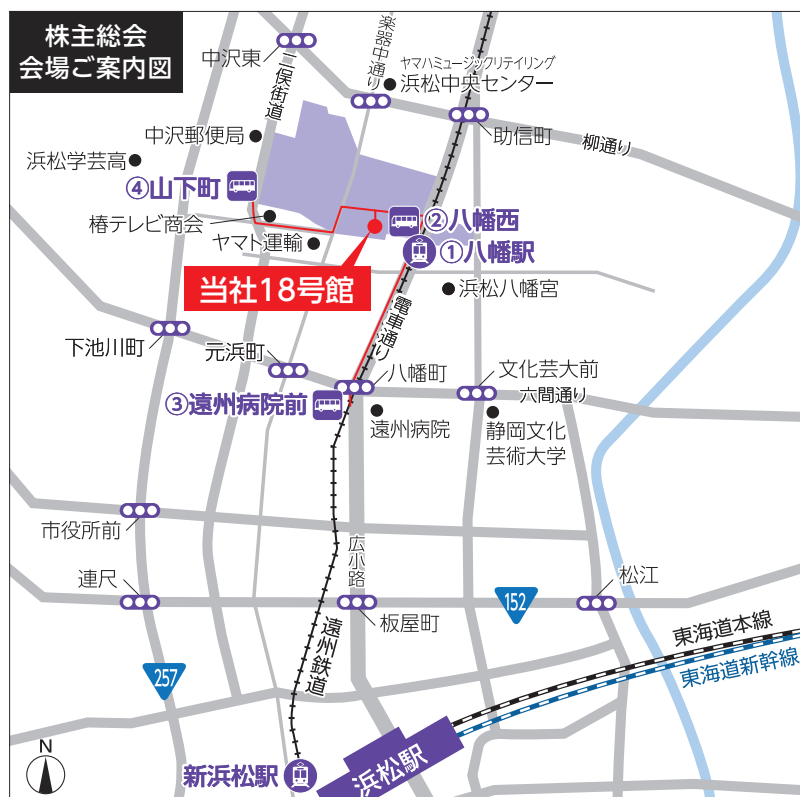 株主総会
会場ご案内図
中沢東
二俣街道
楽器中通り
ヤマハミュージックリテイリング
浜松中央センター
助信町
柳通り
中沢郵便局
浜松学芸高
④山下町
椿テレビ商会
ヤマト運輸
②八幡西
①八幡駅
当社18号館
浜松八幡宮
電車通り
下池川町
元浜町
八幡町
文化芸大前
六間通り
③遠州病院前
遠州病院
静岡文化
芸術大学
市役所前
広小路
連尺
松江
152
板屋町
遠州鉄道
257
東海道本線
東海道新幹線
N
新浜松駅
浜松駅